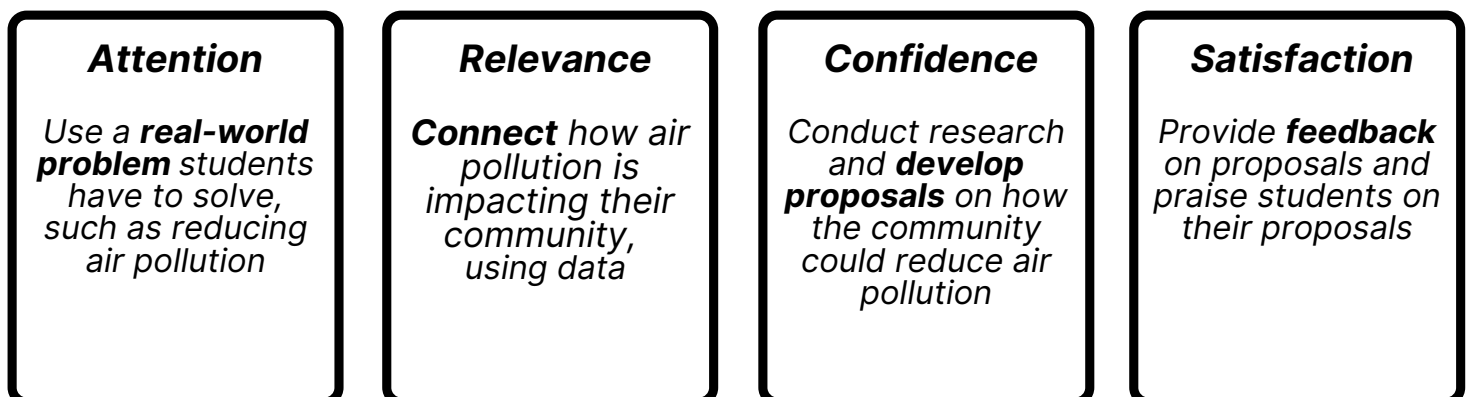 Attention
Use a real-world
problem students
have to solve,
such as reducing
air pollution
Relevance
Connect how air
pollution is
impacting their
community,
using data
Confidence
Conduct research
and develop
proposals on how
the community
could reduce air
pollution
Satisfaction
Provide feedback
on proposals and
praise students on
their proposals